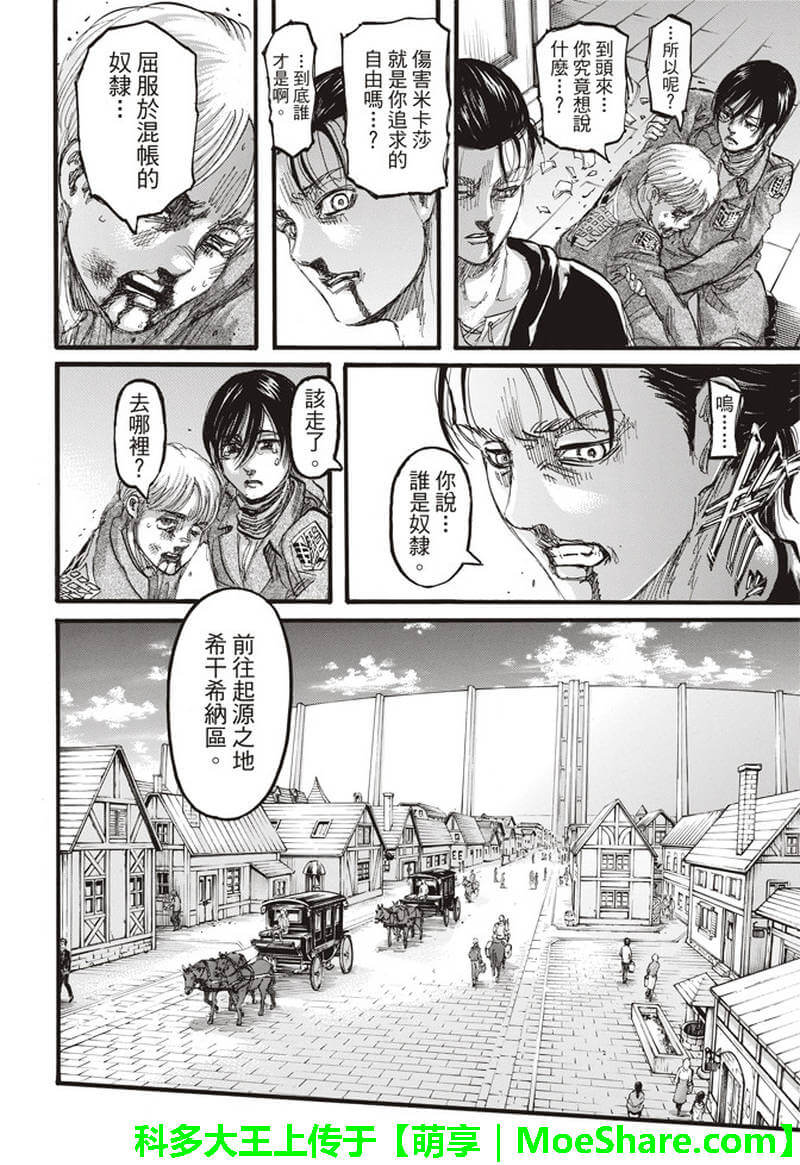 …所以呢?
到頭來…
你究竟想說
什麼…?
傷害米卡莎
就是你追求的
自由嗎…?
…到底誰
才是啊。
屈服於混帳的
奴隸…
嗚……
你說…
誰是奴隸。
該走了。
去哪裡?
前往起源之地
希干希納區。
科多大王上传于【萌享│MoeShare.com】